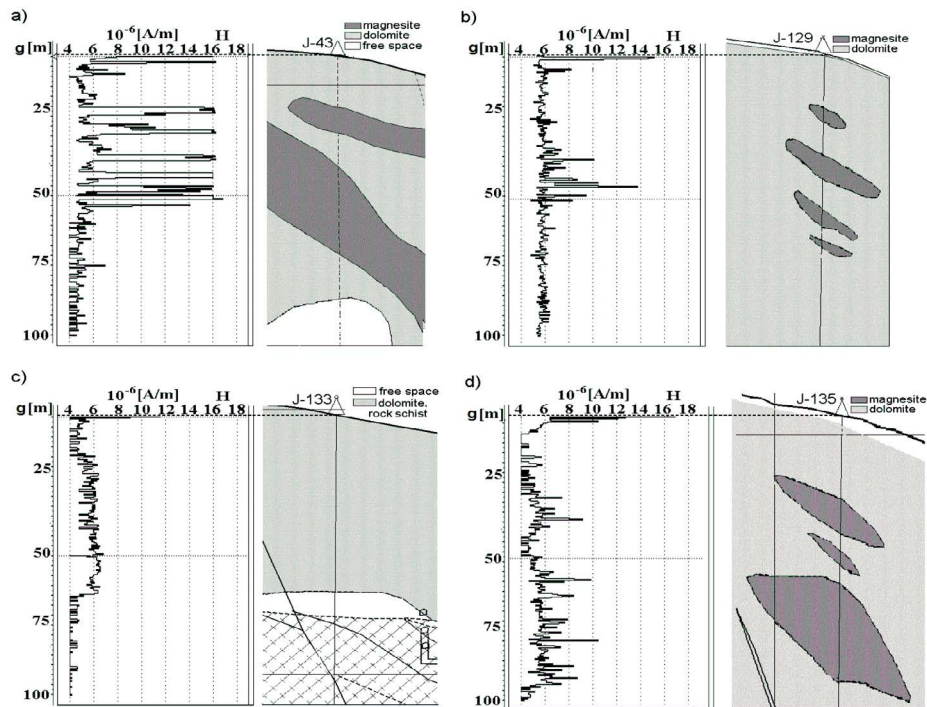 a)
10⁻⁶[A/m] H
g[m] 4 6 8 10 12 14 16 18
25
50
75
100
J-43
magnesite
dolomite
free space
b)
10⁻⁶[A/m] H
g[m] 4 6 8 10 12 14 16 18
25
50
75
100
J-129
magnesite
dolomite
c)
10⁻⁶[A/m] H
g[m] 4 6 8 10 12 14 16 18
25
50
75
100
J-133
free space
dolomite,
rock schist
d)
10⁻⁶[A/m] H
g[m] 4 6 8 10 12 14 16 18
25
50
75
100
J-135
magnesite
dolomite